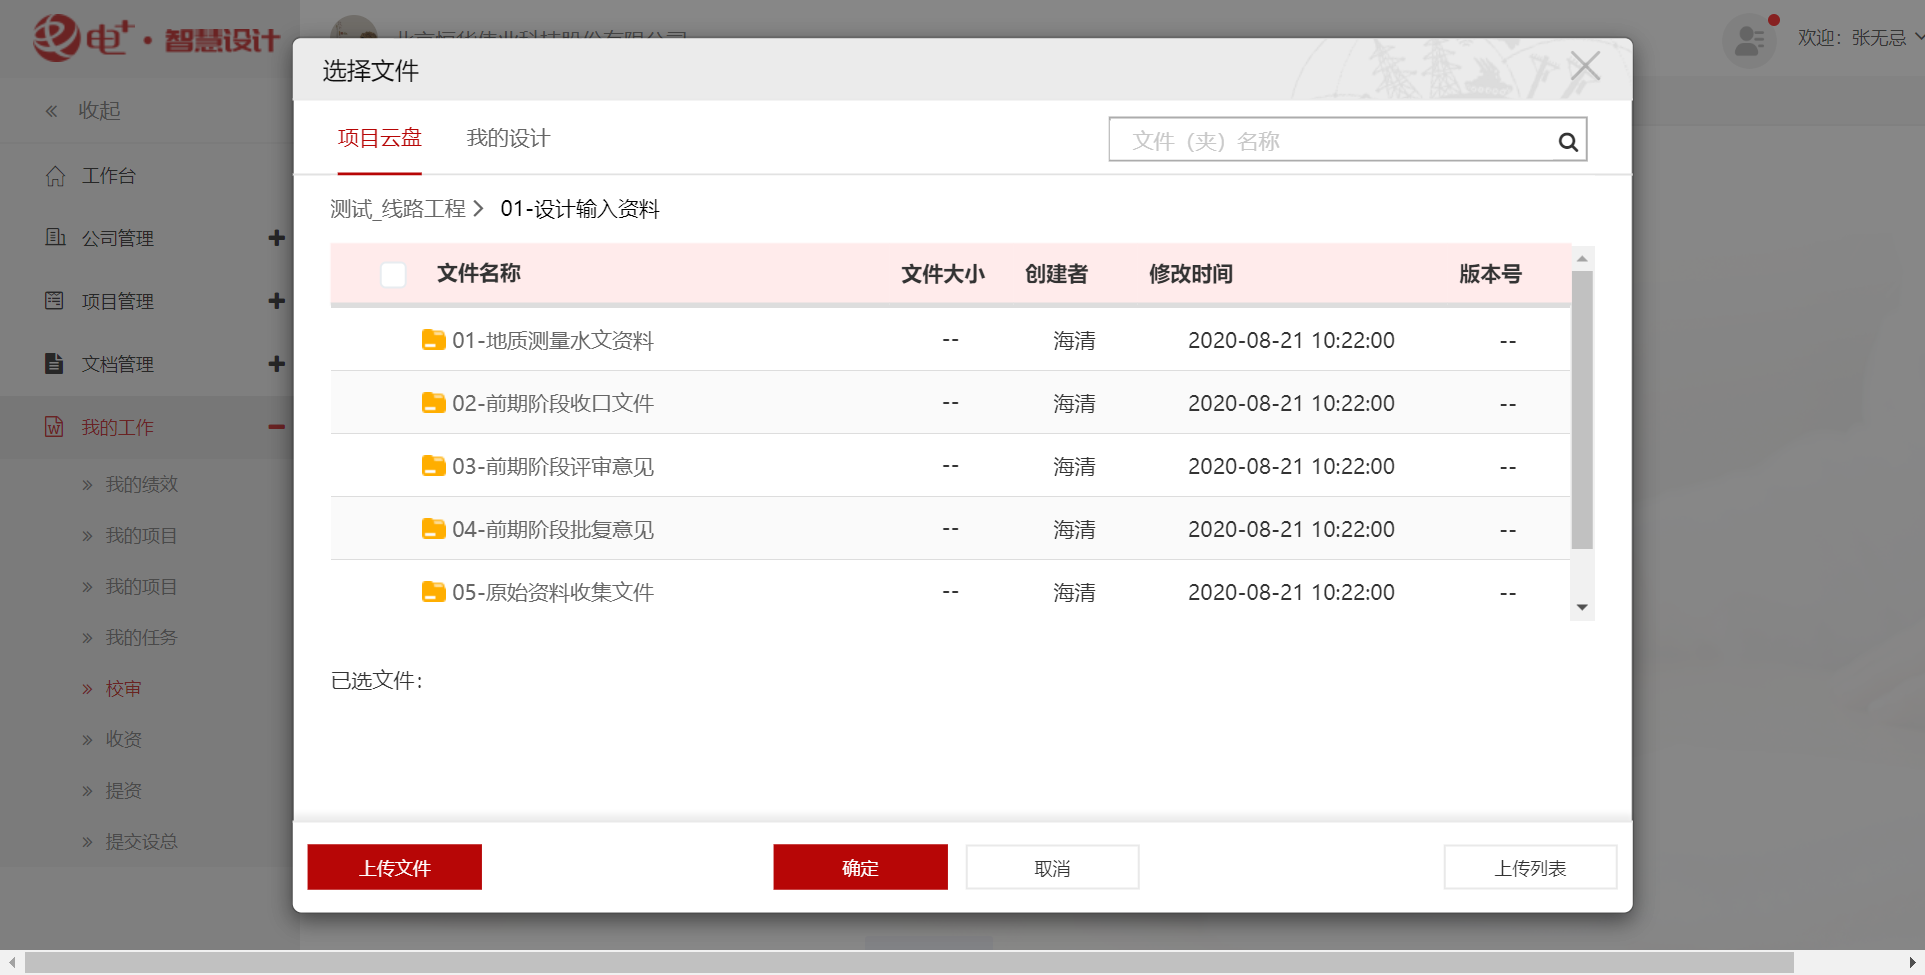 电+·智慧设计
北京恒华伟业科技股份有限公司
欢迎：张无忌
收起
工作台
公司管理
项目管理
文档管理
我的工作
我的绩效
我的项目
我的项目
我的任务
校审
收资
提资
提交设总
选择文件
项目云盘 我的设计
文件（夹）名称
测试_线路工程 01-设计输入资料
文件名称 文件大小 创建者 修改时间 版本号
01-地质测量水文资料 -- 海清 2020-08-21 10:22:00 --
02-前期阶段收口文件 -- 海清 2020-08-21 10:22:00 --
03-前期阶段评审意见 -- 海清 2020-08-21 10:22:00 --
04-前期阶段批复意见 -- 海清 2020-08-21 10:22:00 --
05-原始资料收集文件 -- 海清 2020-08-21 10:22:00 --
已选文件：
上传文件 确定 取消 上传列表